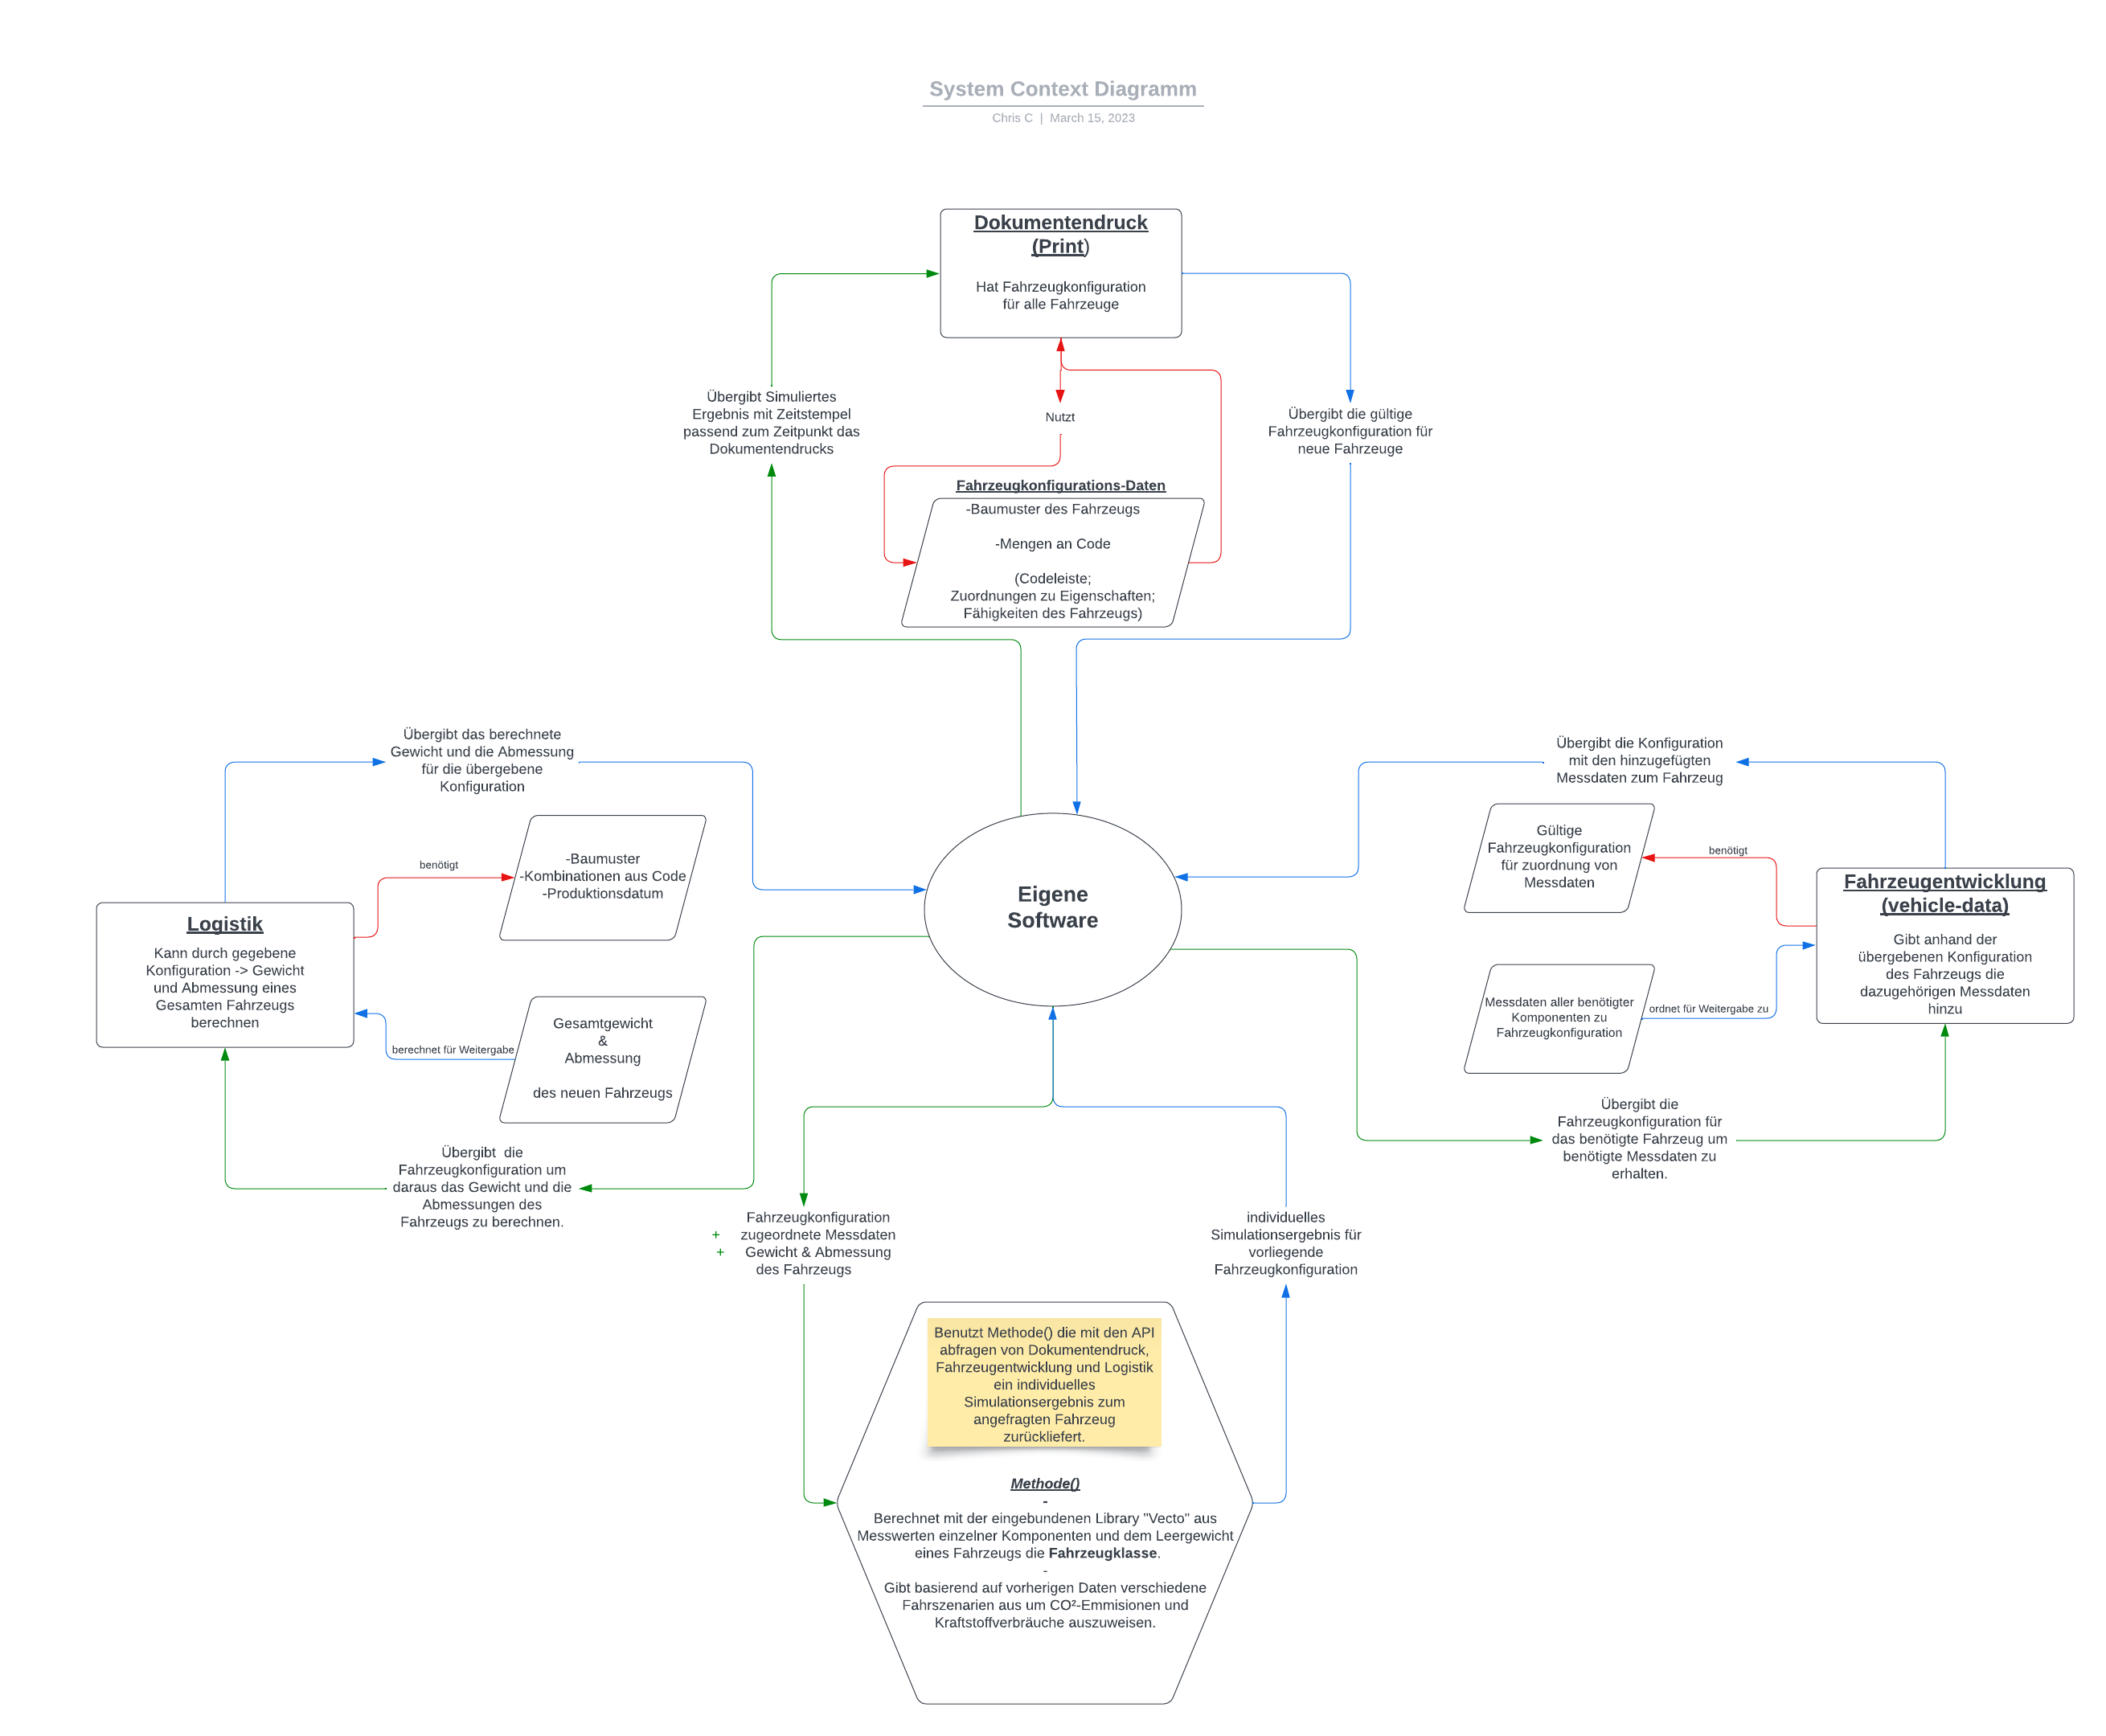 System Context Diagramm
Chris C | March 15, 2023
Dokumentendruck
(Print)
Hat Fahrzeugkonfiguration
für alle Fahrzeuge
Übergibt Simuliertes
Ergebnis mit Zeitstempel
passend zum Zeitpunkt das
Dokumentendrucks
Nutzt
Übergibt die gültige
Fahrzeugkonfiguration für
neue Fahrzeuge
Fahrzeugkonfigurations-Daten
-Baumuster des Fahrzeugs
-Mengen an Code
(Codeleiste;
Zuordnungen zu Eigenschaften;
Fähigkeiten des Fahrzeugs)
Übergibt das berechnete
Gewicht und die Abmessung
für die übergebene
Konfiguration
Übergibt die Konfiguration
mit den hinzugefügten
Messdaten zum Fahrzeug
benötigt
-Baumuster
-Kombinationen aus Code
-Produktionsdatum
Eigene
Software
Gültige
Fahrzeugkonfiguration
für zuordnung von
Messdaten
benötigt
Fahrzeugentwicklung
(vehicle-data)
Gibt anhand der
übergebenen Konfiguration
des Fahrzeugs die
dazugehörigen Messdaten
hinzu
Logistik
Kann durch gegebene
Konfiguration -> Gewicht
und Abmessung eines
Gesamten Fahrzeugs
berechnen
berechnet für Weitergabe
Gesamtgewicht
&
Abmessung
des neuen Fahrzeugs
Messdaten aller benötigter
Komponenten zu
Fahrzeugkonfiguration
ordnet für Weitergabe zu
Übergibt die
Fahrzeugkonfiguration um
daraus das Gewicht und die
Abmessungen des
Fahrzeugs zu berechnen.
Übergibt die
Fahrzeugkonfiguration für
das benötigte Fahrzeug um
benötigte Messdaten zu
erhalten.
Fahrzeugkonfiguration
+ zugeordnete Messdaten
+ Gewicht & Abmessung
des Fahrzeugs
individuelles
Simulationsergebnis für
vorliegende
Fahrzeugkonfiguration
Benutzt Methode() die mit den API
abfragen von Dokumentendruck,
Fahrzeugentwicklung und Logistik
ein individuelles
Simulationsergebnis zum
angefragten Fahrzeug
zurückliefert.
Methode()
-
Berechnet mit der eingebundenen Library "Vecto" aus
Messwerten einzelner Komponenten und dem Leergewicht
eines Fahrzeugs die Fahrzeugklasse.
-
Gibt basierend auf vorherigen Daten verschiedene
Fahrszenarien aus um CO²-Emmisionen und
Kraftstoffverbräuche auszuweisen.